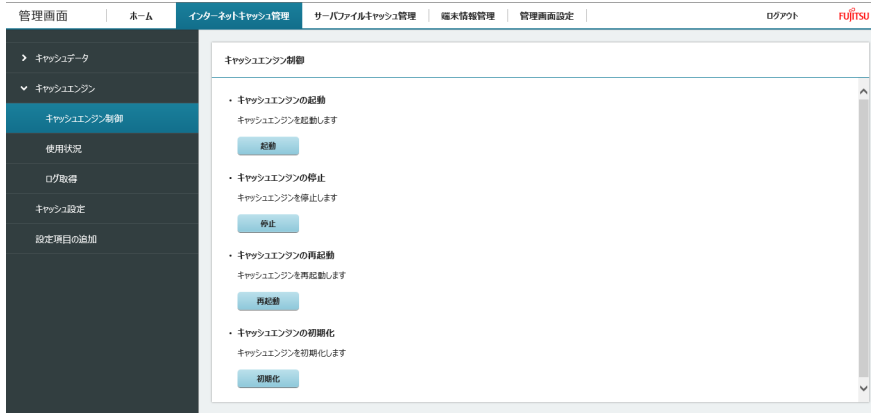 管理画面 ホーム インターネットキャッシュ管理 サーバファイルキャッシュ管理 端末情報管理 管理画面設定 ログアウト FUJITSU
キャッシュデータ
キャッシュエンジン
キャッシュエンジン制御
使用状況
ログ取得
キャッシュ設定
設定項目の追加
キャッシュエンジン制御
・ キャッシュエンジンの起動
キャッシュエンジンを起動します
起動
・ キャッシュエンジンの停止
キャッシュエンジンを停止します
停止
・ キャッシュエンジンの再起動
キャッシュエンジンを再起動します
再起動
・ キャッシュエンジンの初期化
キャッシュエンジンを初期化します
初期化